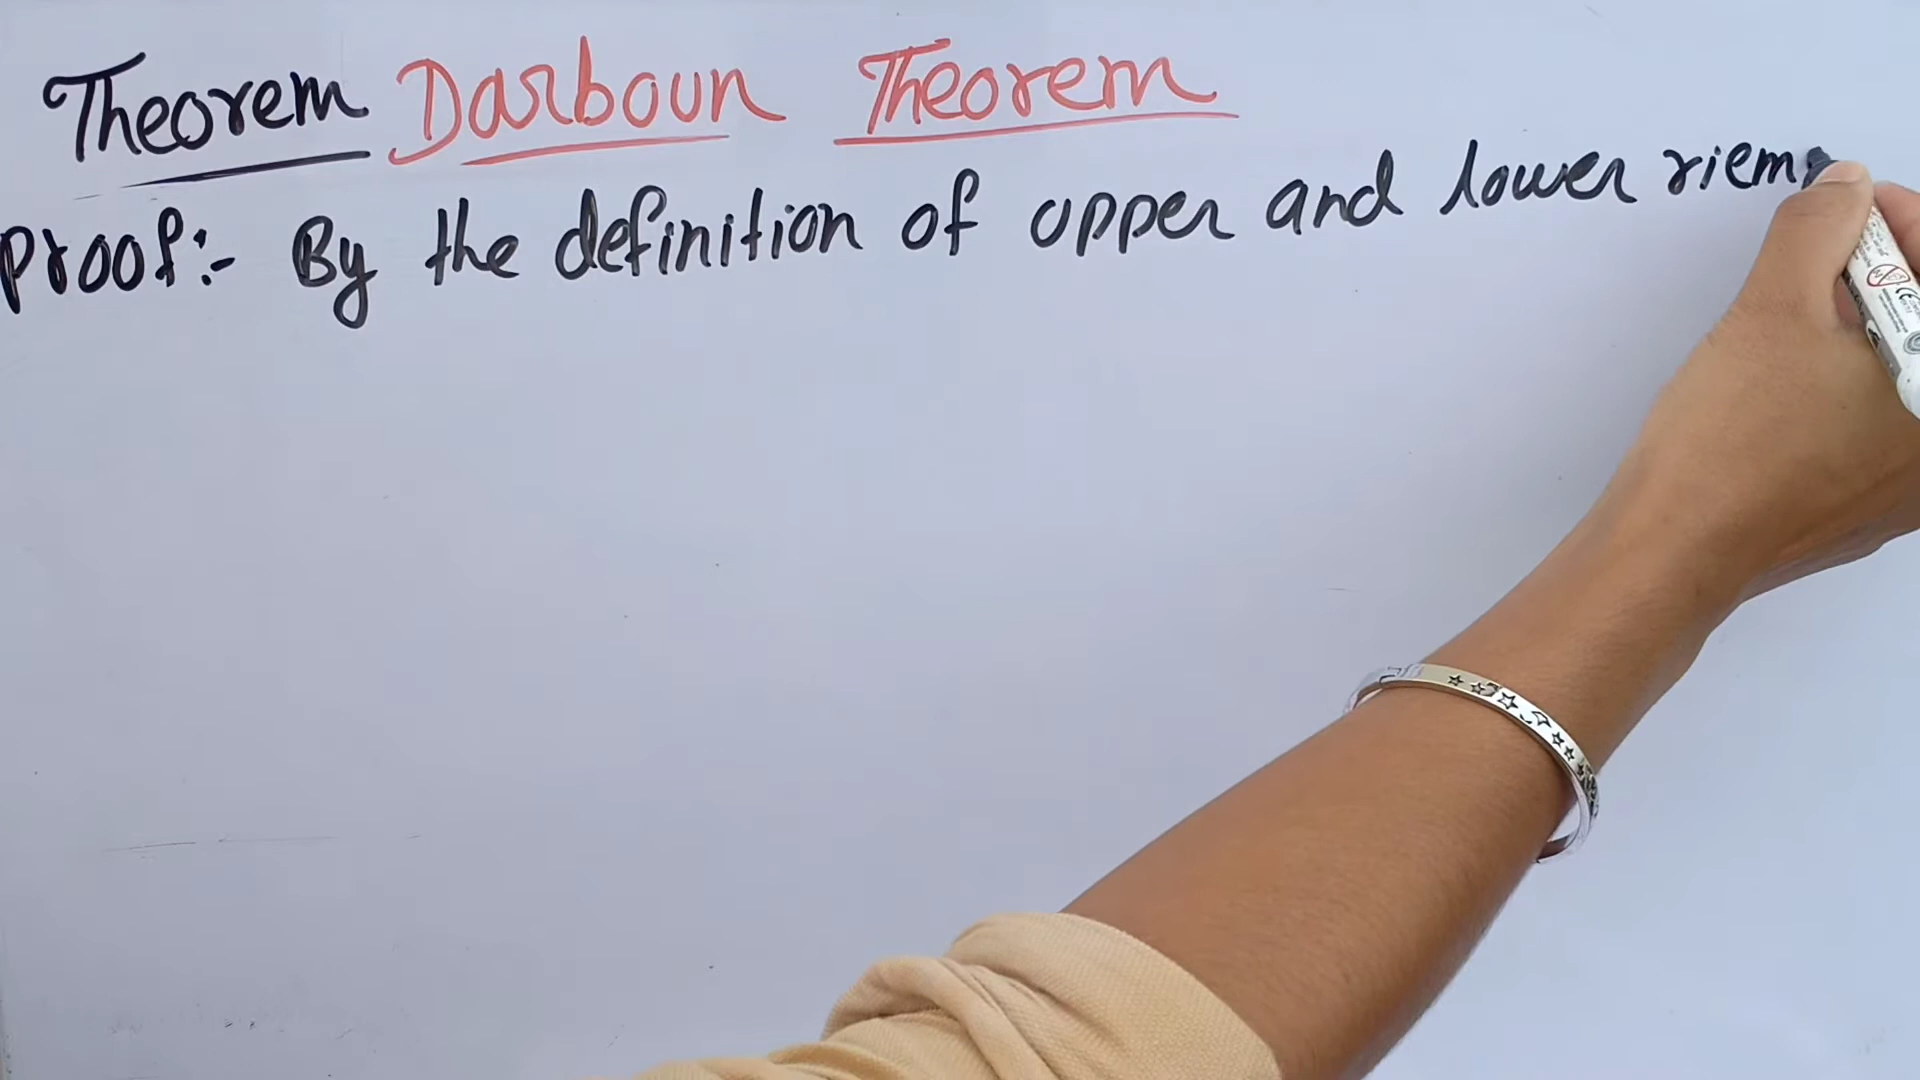 Theorem Darboun Theorem
Proof:- By the definition of upper and lower riem